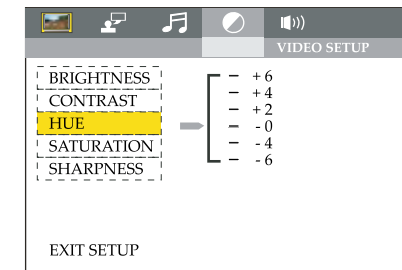 VIDEO SETUP
BRIGHTNESS
CONTRAST
HUE
SATURATION
SHARPNESS
+ 6
+ 4
+ 2
- 0
- 4
- 6
EXIT SETUP